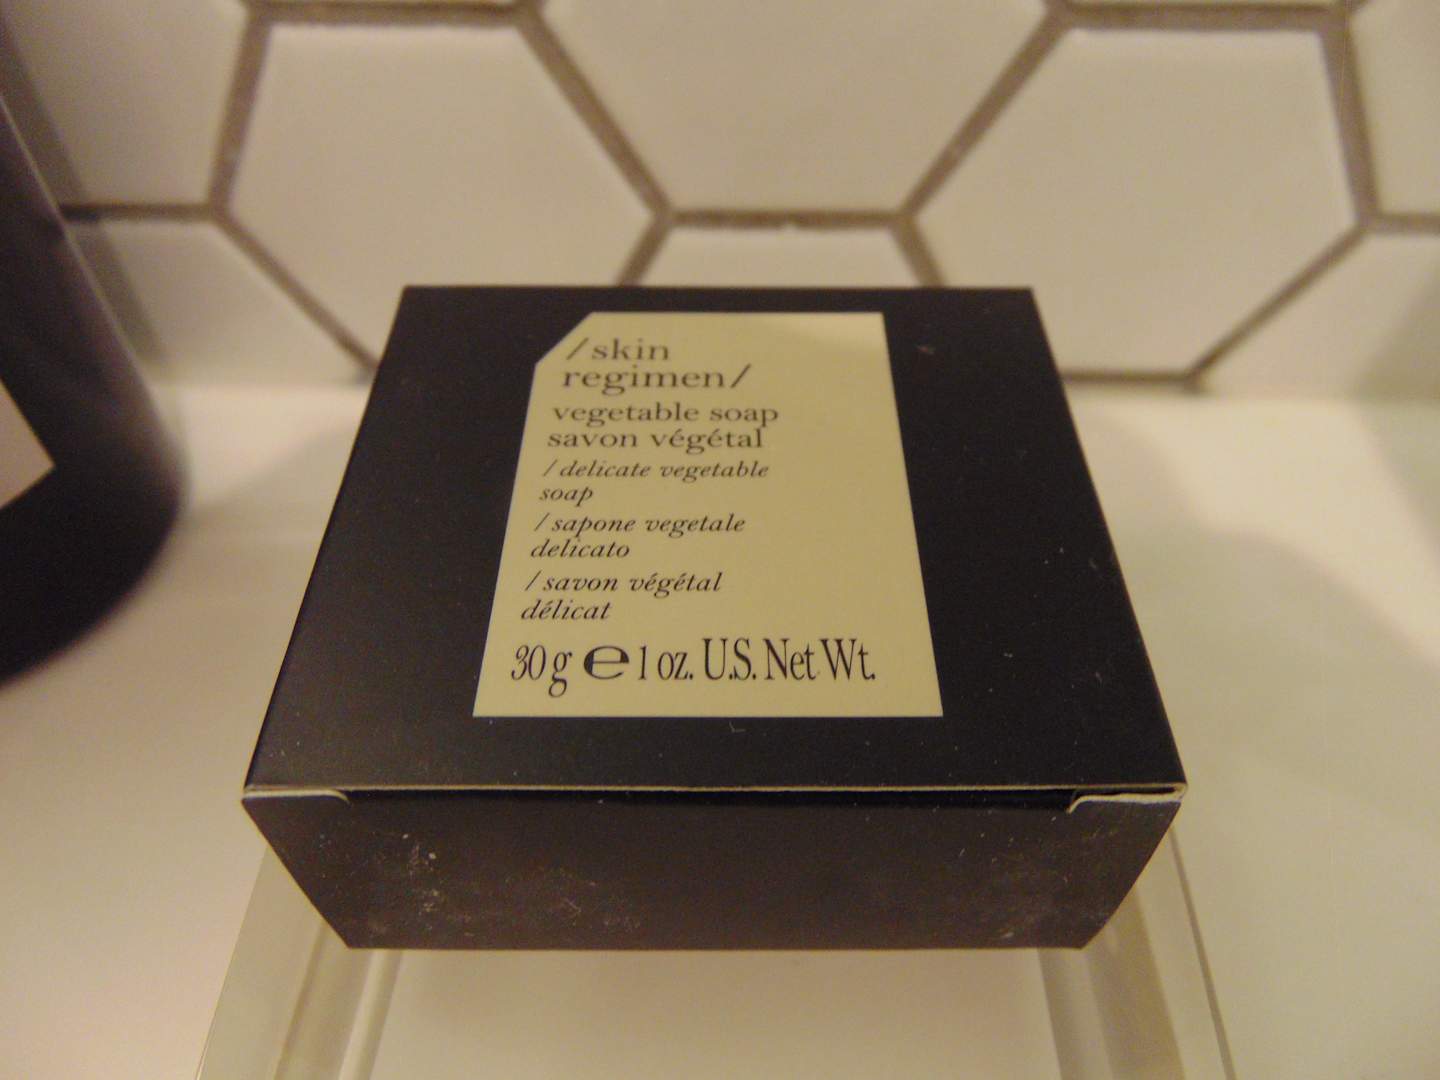 /skin
regimen/
vegetable soap
savon végétal
/delicate vegetable
soap
/sapone vegetale
delicato
/savon végétal
délicat
30 g ℮ 1 oz. U.S. Net Wt.